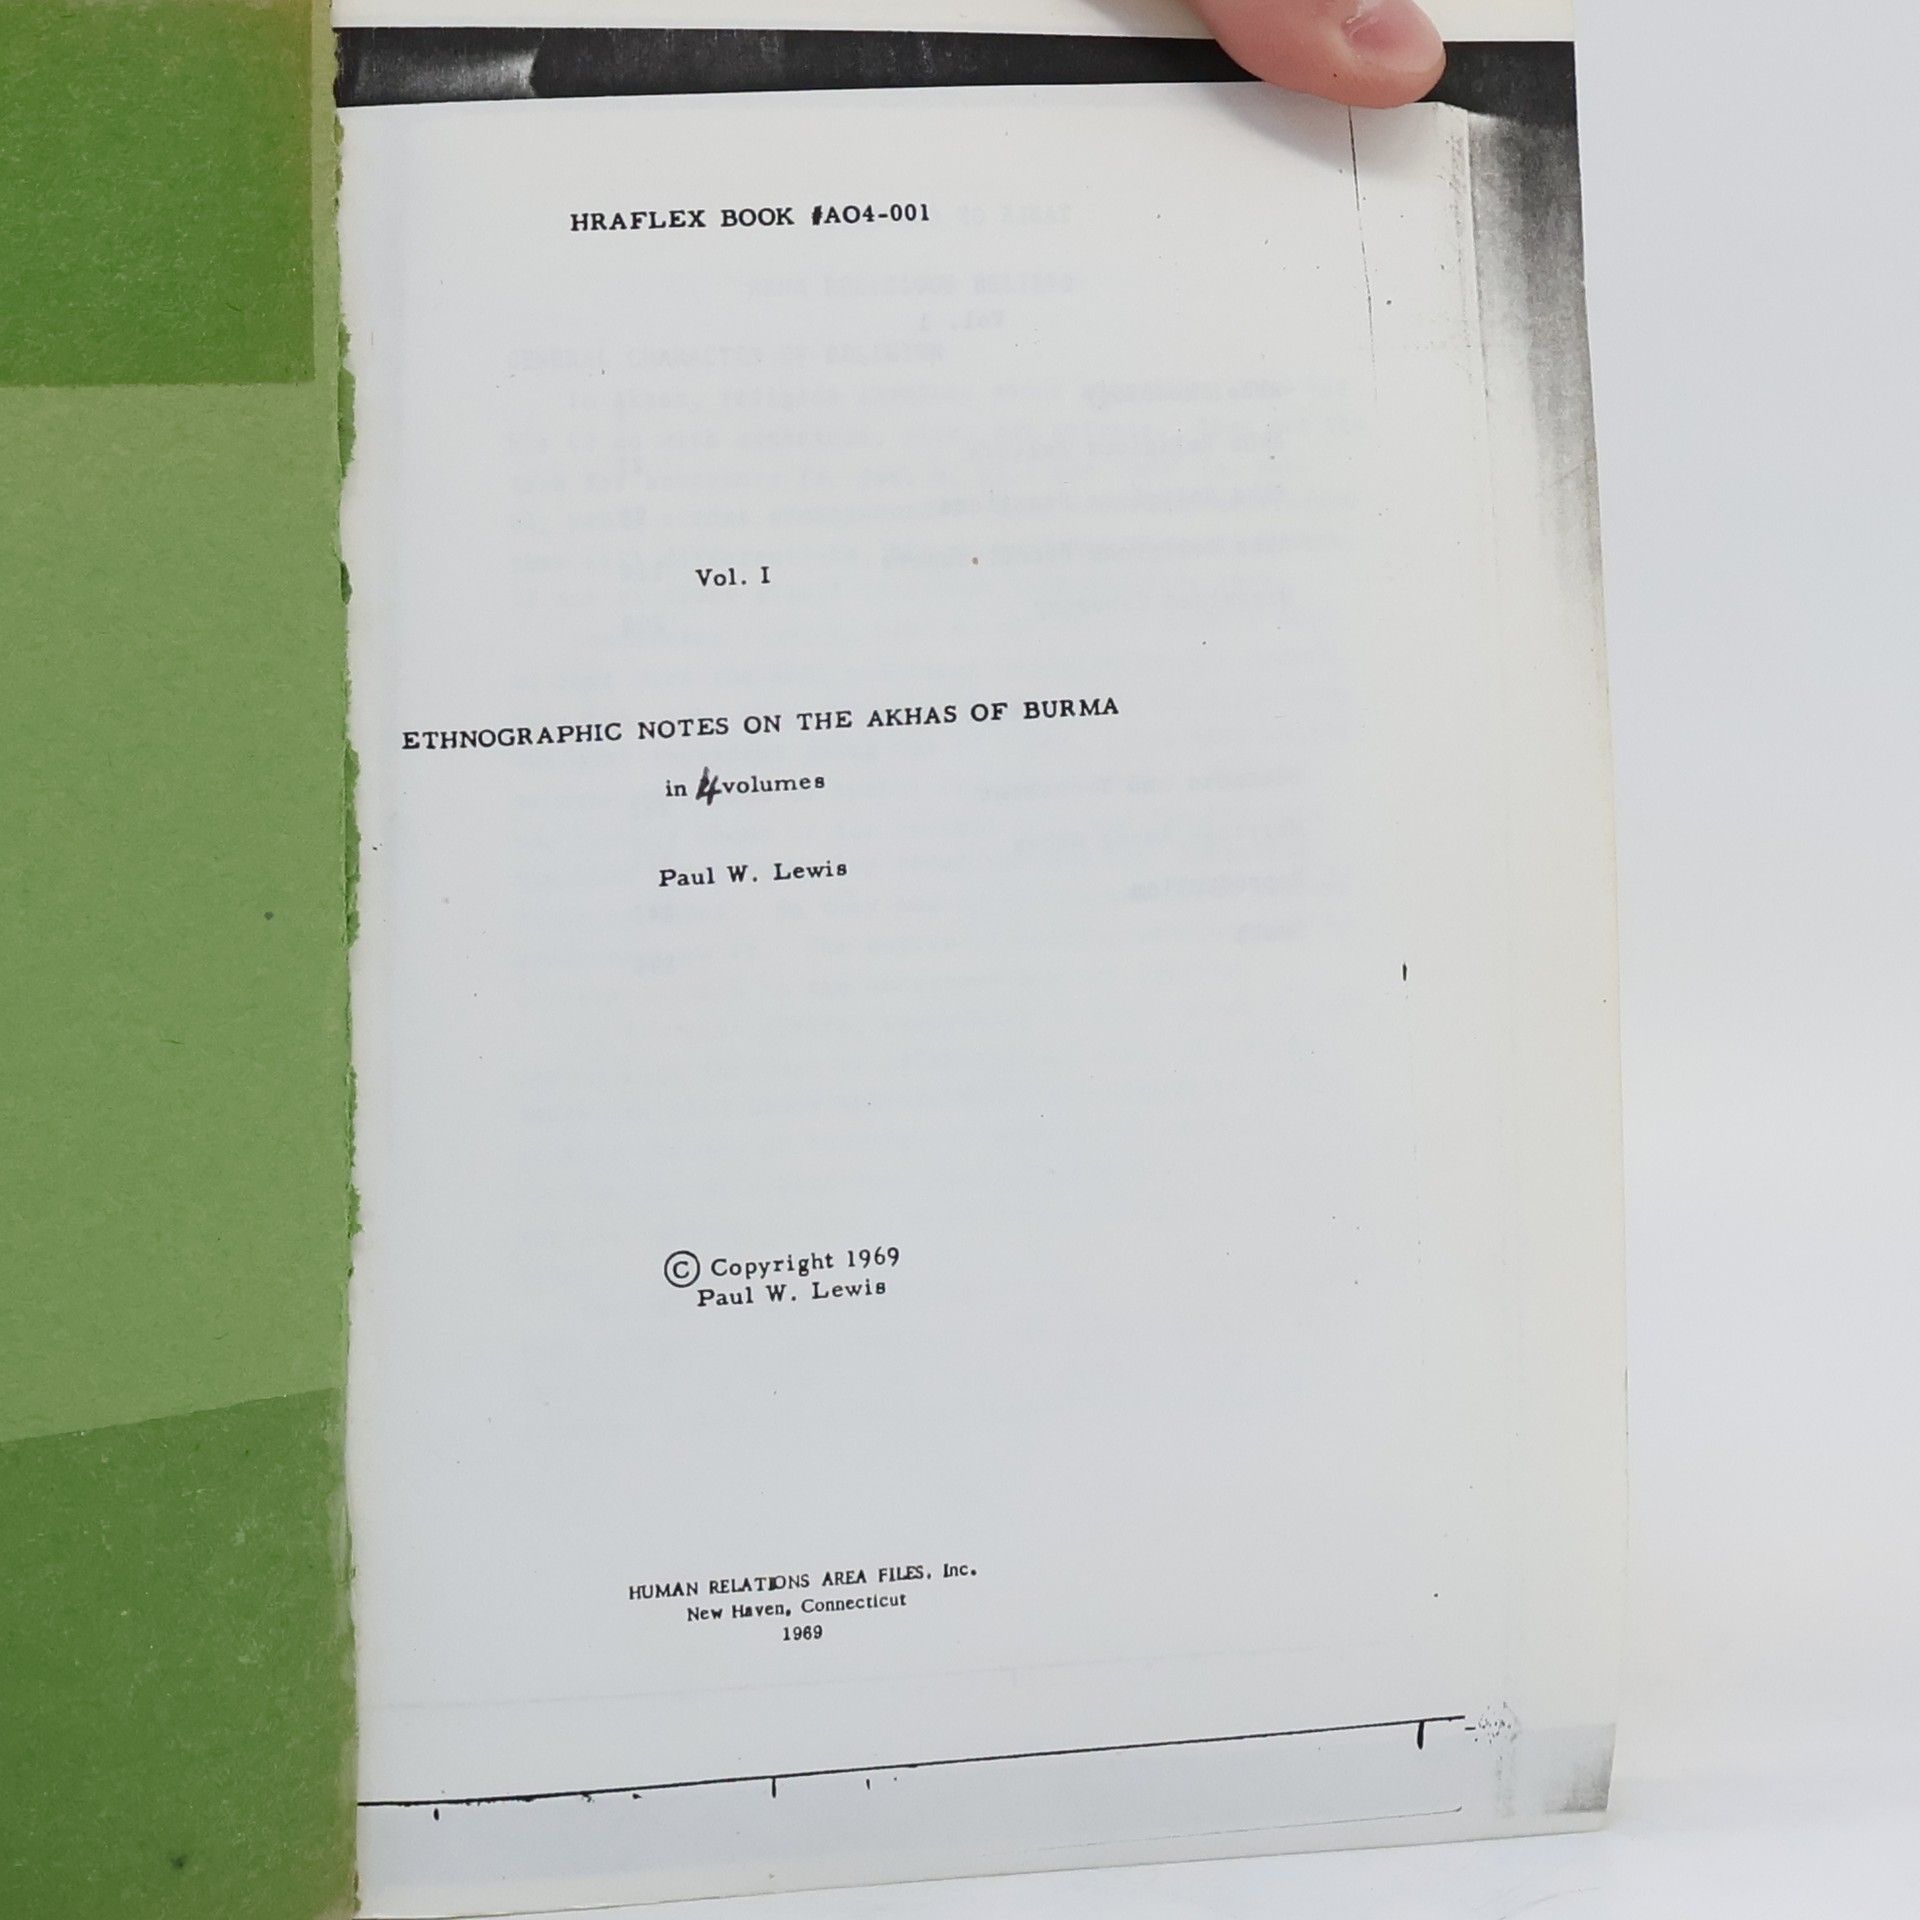 HRAFLEX BOOK #AO4-001
Vol. I
ETHNOGRAPHIC NOTES ON THE AKHAS OF BURMA
in 4 volumes
Paul W. Lewis
© Copyright 1969
Paul W. Lewis
HUMAN RELATIONS AREA FILES, Inc.
New Haven, Connecticut
1969